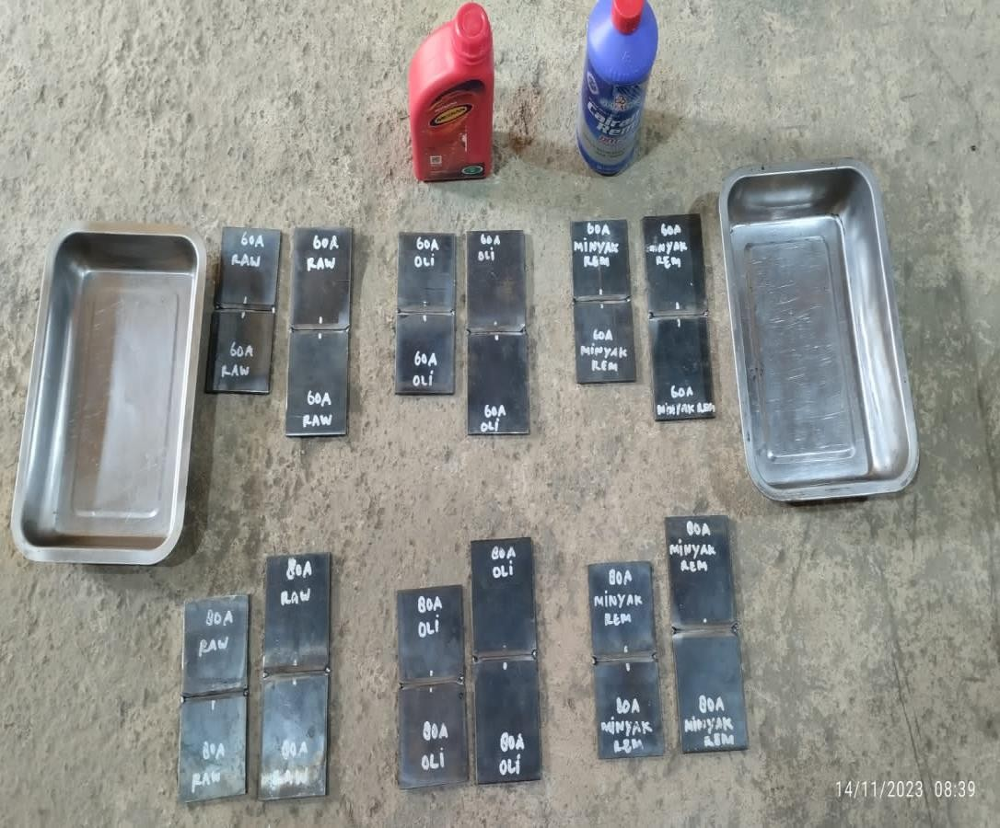 Cairan
Rem
60A
RAW
60A
RAW
60A
OLI
60A
OLI
60A
MINYAK
REM
60A
MINYAK
REM
60A
RAW
60A
RAW
60A
OLI
60A
OLI
60A
MINYAK
REM
60A
MINYAK REM
80A
RAW
80A
RAW
80A
OLI
80A
OLI
80A
MINYAK
REM
80A
MINYAK
REM
80A
RAW
80A
RAW
80A
OLI
80A
OLI
80A
MINYAK
REM
80A
MINYAK
REM
14/11/2023 08:39